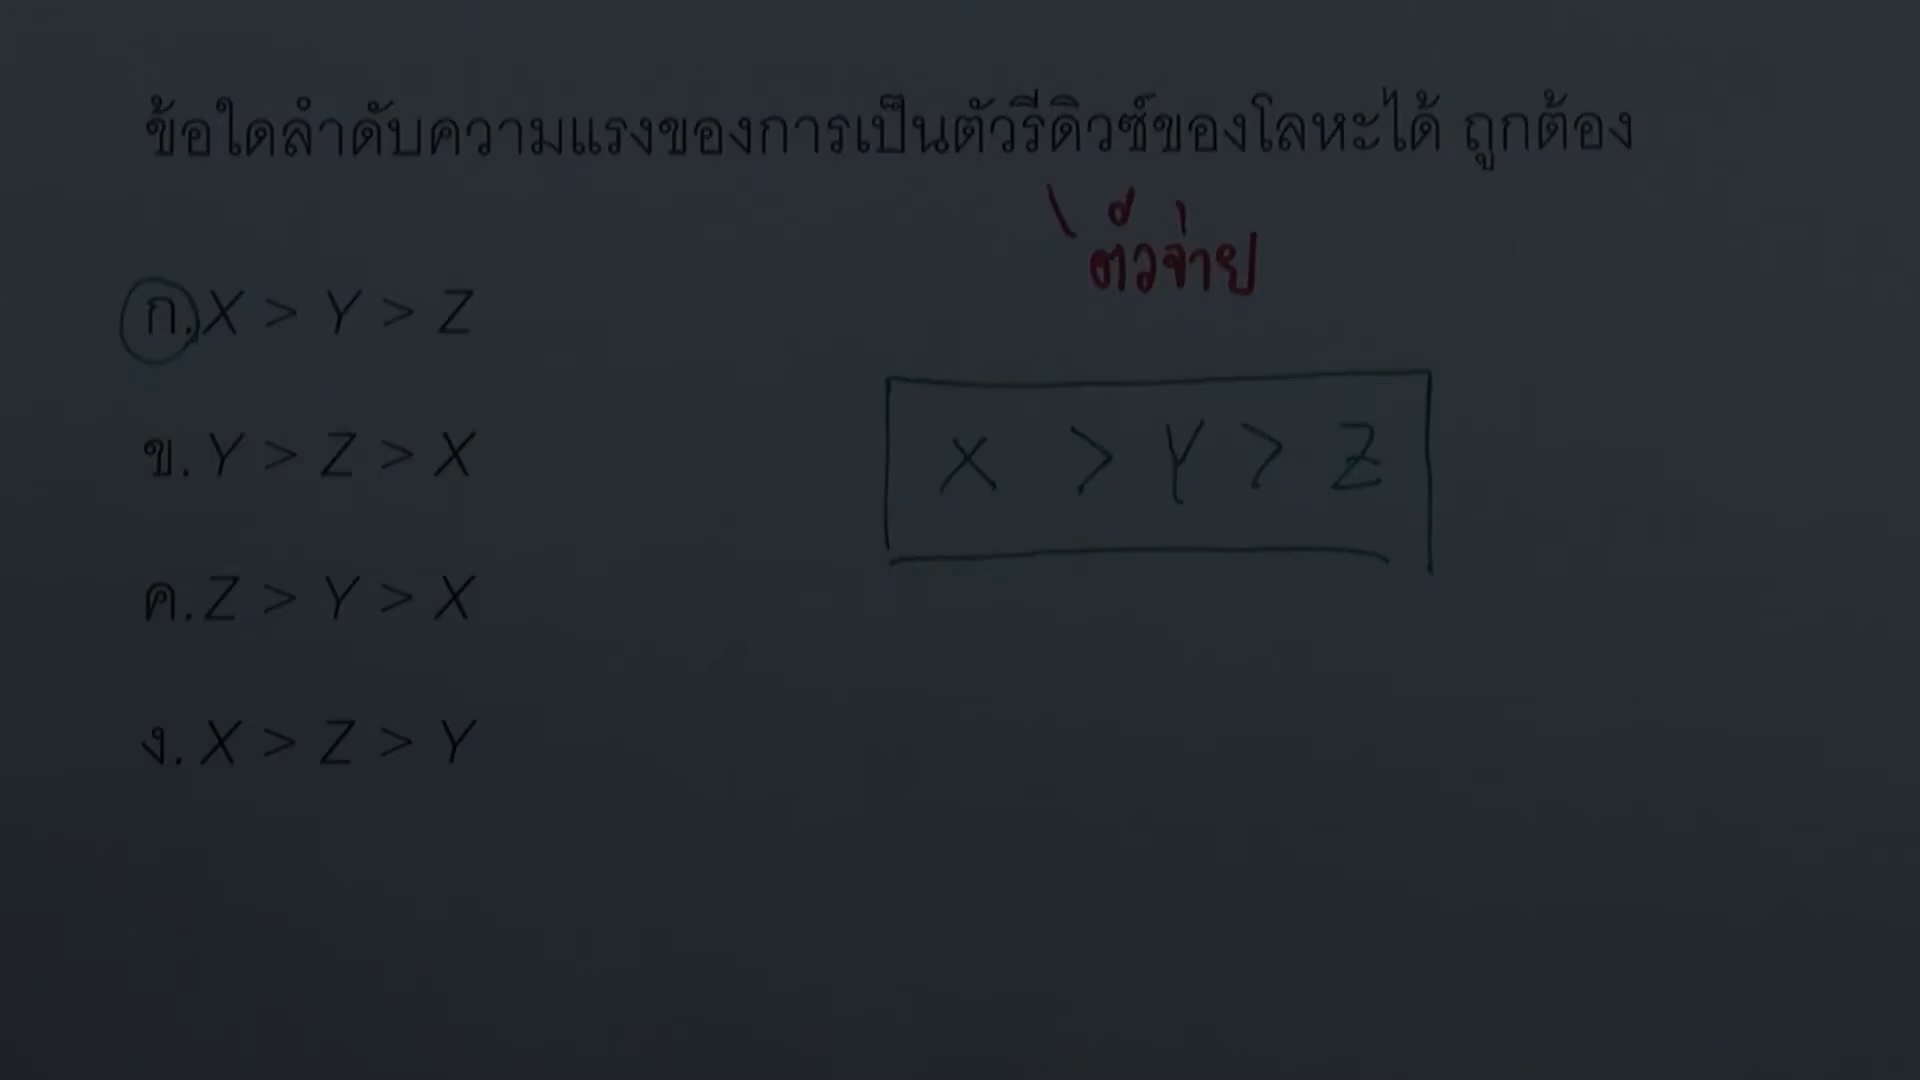 ข้อใดลำดับความแรงของการเป็นตัวรีดิวซ์ของโลหะได้ ถูกต้อง
ตัวจ่าย
ก. X > Y > Z
X > Y > Z
ข. Y > Z > X
ค. Z > Y > X
ง. X > Z > Y